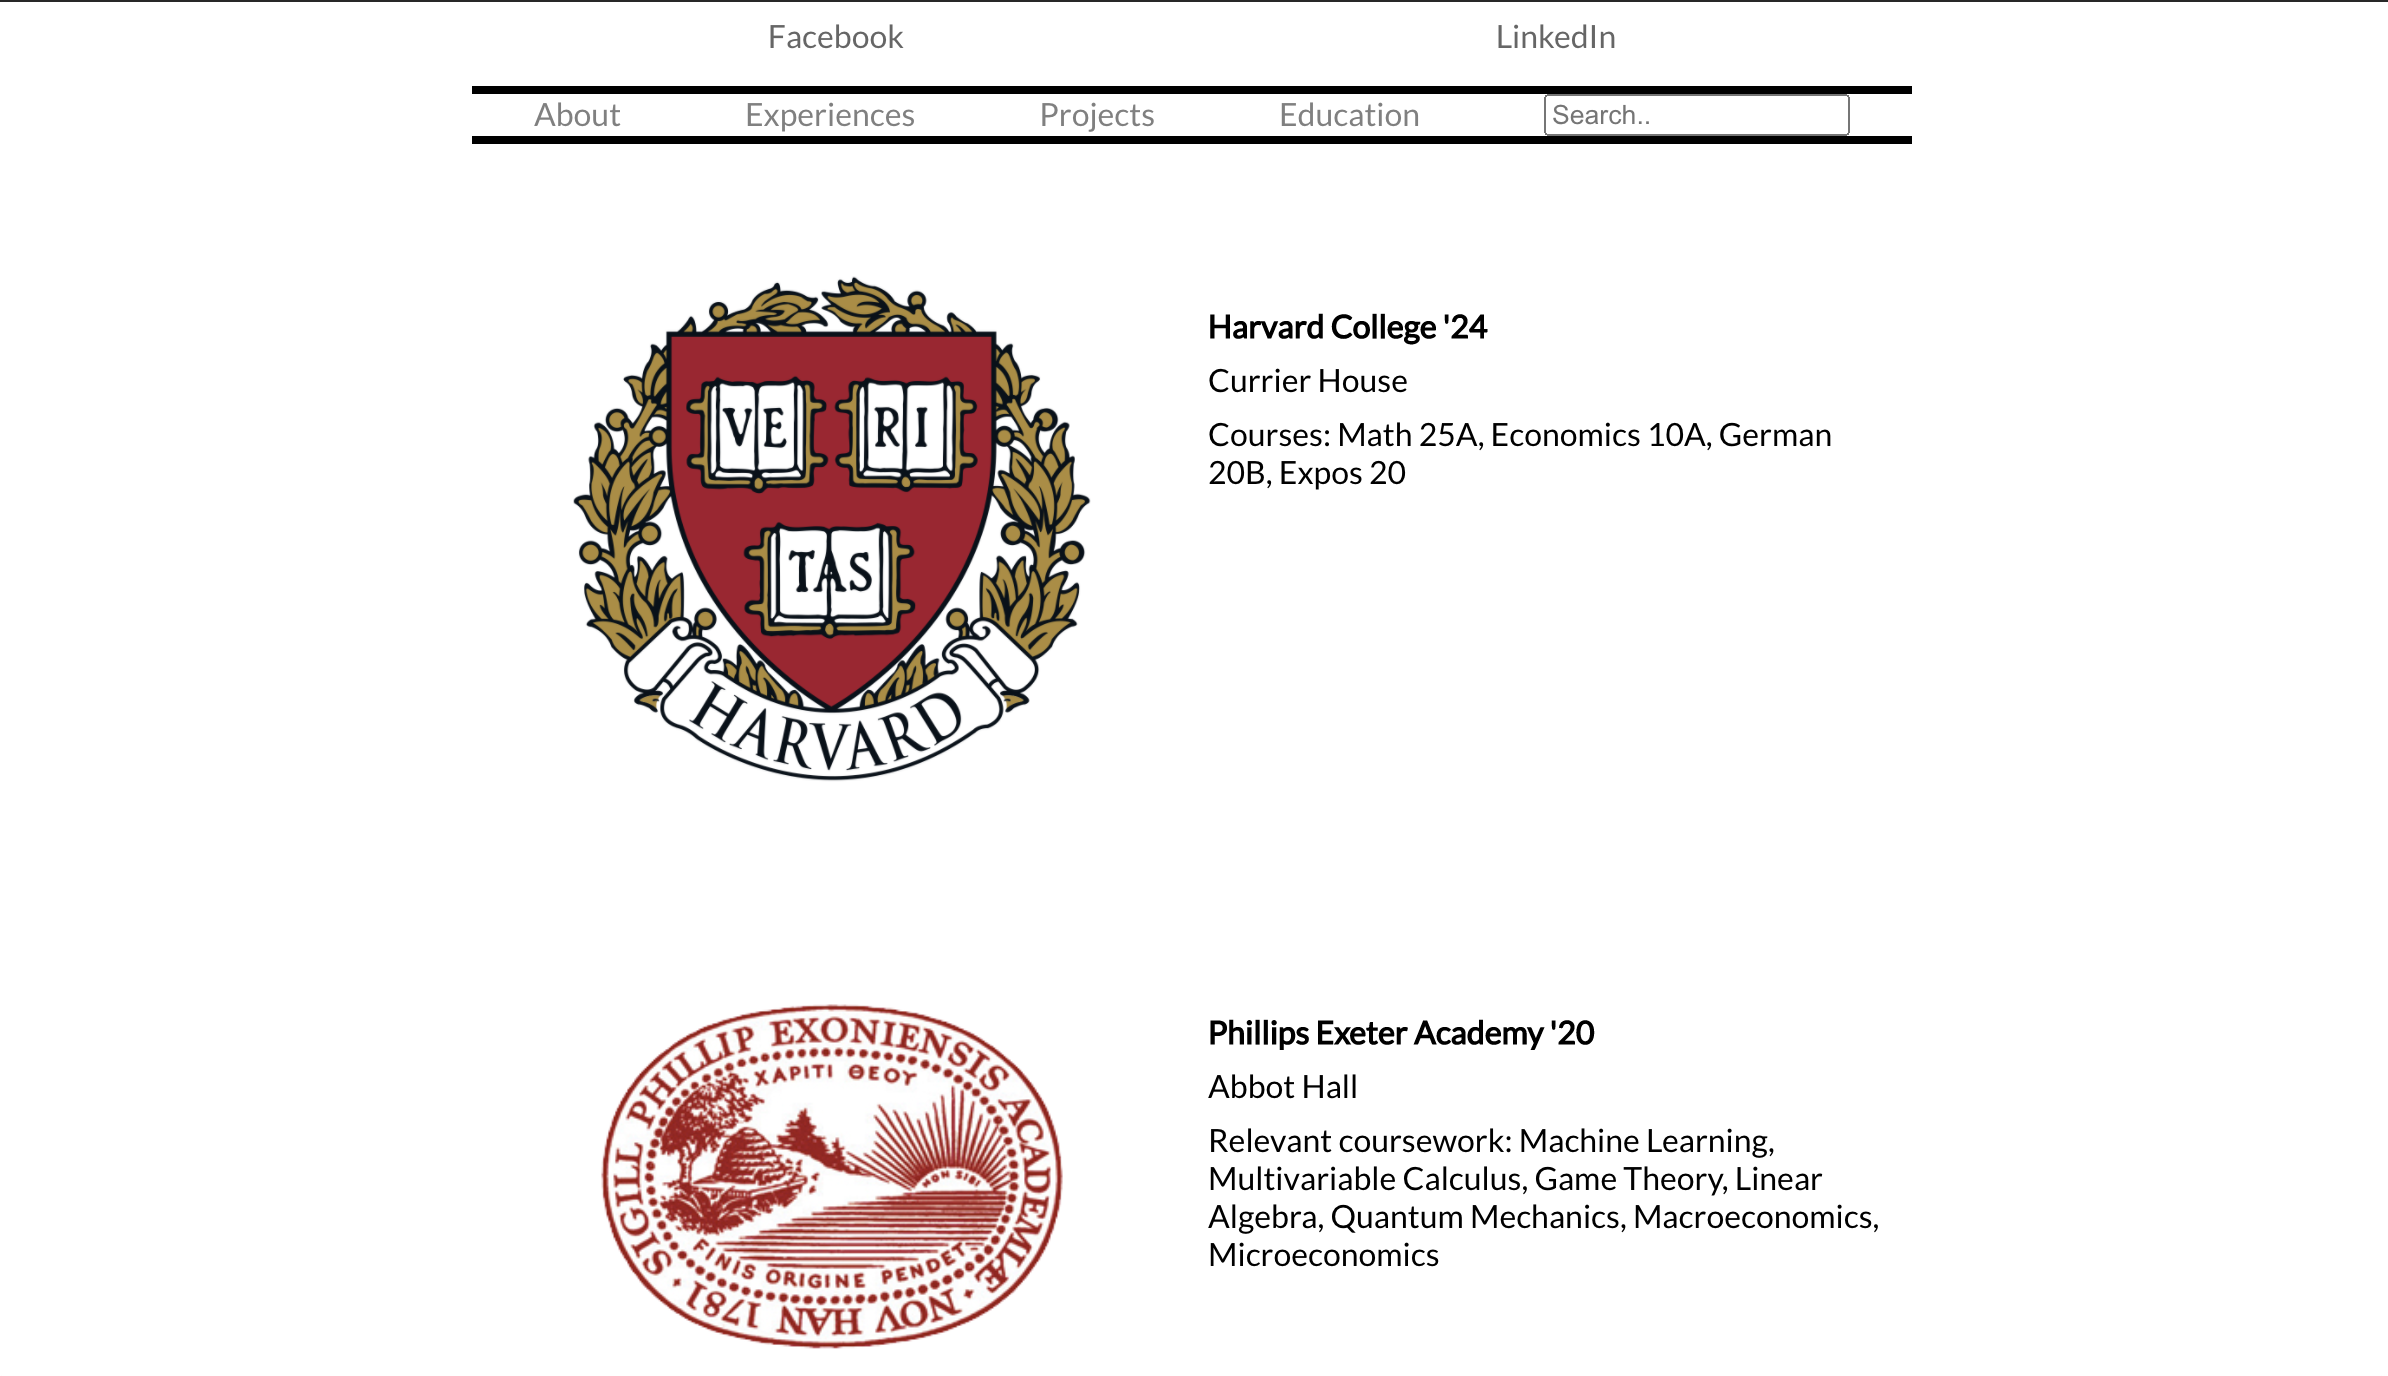 Facebook LinkedIn
About Experiences Projects Education Search..
VE RI
TAS
HARVARD
Harvard College '24
Currier House
Courses: Math 25A, Economics 10A, German
20B, Expos 20
SIGILL PHILLIP EXONIENSIS ACADEMIÆ · NOV HAN 1781 ·
ΧΑΡΙΤΙ ΘΕΟΥ
NON SIBI
FINIS ORIGINE PENDET
Phillips Exeter Academy '20
Abbot Hall
Relevant coursework: Machine Learning,
Multivariable Calculus, Game Theory, Linear
Algebra, Quantum Mechanics, Macroeconomics,
Microeconomics